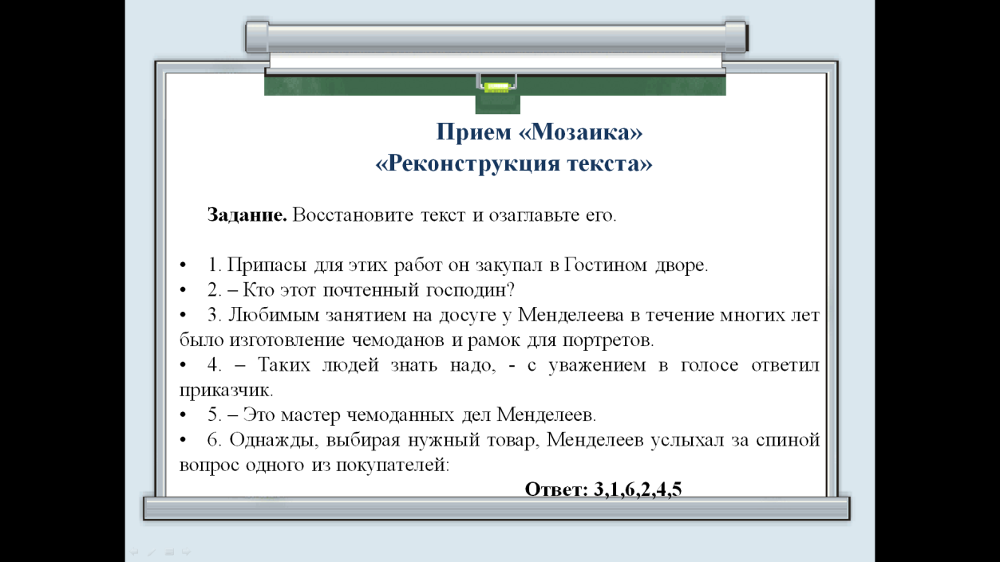 Прием «Мозаика»
«Реконструкция текста»
Задание. Восстановите текст и озаглавьте его.
• 1. Припасы для этих работ он закупал в Гостином дворе.
• 2. – Кто этот почтенный господин?
• 3. Любимым занятием на досуге у Менделеева в течение многих лет
было изготовление чемоданов и рамок для портретов.
• 4. – Таких людей знать надо, - с уважением в голосе ответил
приказчик.
• 5. – Это мастер чемоданных дел Менделеев.
• 6. Однажды, выбирая нужный товар, Менделеев услыхал за спиной
вопрос одного из покупателей:
Ответ: 3,1,6,2,4,5